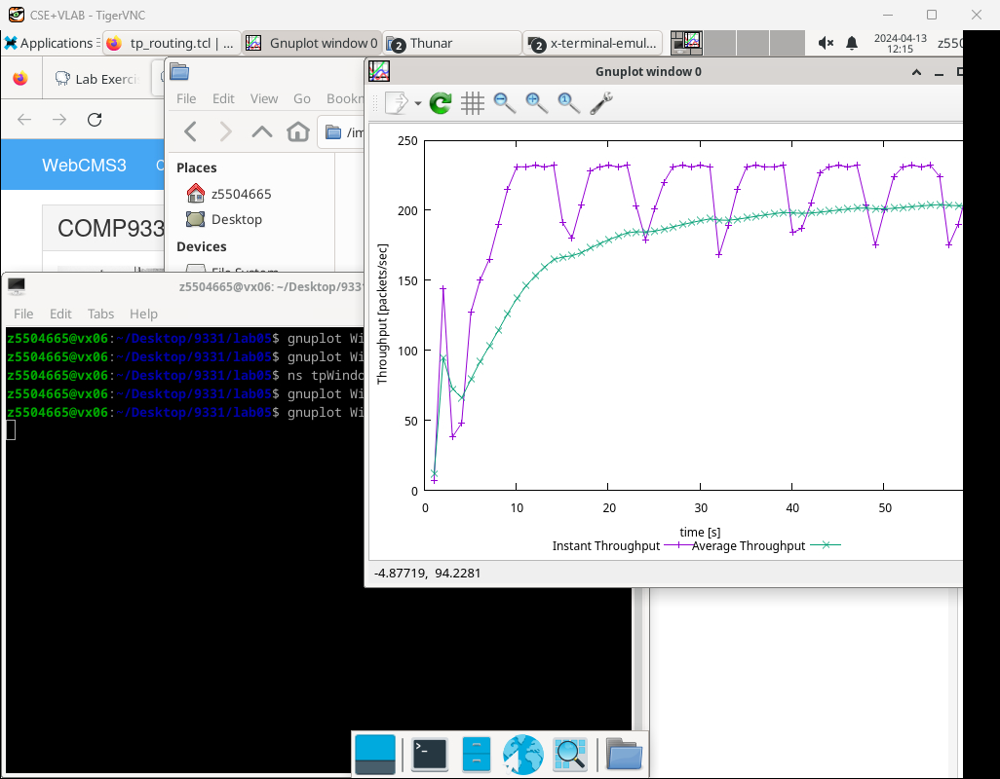 CSE+VLAB - TigerVNC
Applications
tp_routing.tcl | ...
Gnuplot window 0
2
Thunar
2
x-terminal-emul...
2024-04-13
12:15
z550
Lab Exerci
Gnuplot window 0
File Edit View Go Bookn
WebCMS3
/im
Places
z5504665
Desktop
Devices
File System
COMP933
z5504665@vx06: ~/Desktop/933
File Edit Tabs Help
z5504665@vx06:~/Desktop/9331/lab05$ gnuplot Wi
z5504665@vx06:~/Desktop/9331/lab05$ gnuplot Wi
z5504665@vx06:~/Desktop/9331/lab05$ ns tpWindo
z5504665@vx06:~/Desktop/9331/lab05$ gnuplot Wi
z5504665@vx06:~/Desktop/9331/lab05$ gnuplot Wi
250
200
150
100
50
0
Throughput [packets/sec]
0 10 20 30 40 50
time [s]
Instant Throughput
Average Throughput
-4.87719, 94.2281